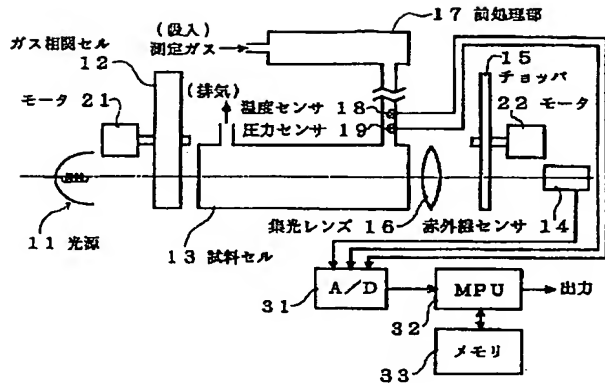 (吸入)
測定ガス
17 前処理部
ガス相関セル
12
15
チョッパ
(排気)
モータ 21
温度センサ 18
圧力センサ 19
22 モータ
11 光源
集光レンズ 16
赤外線センサ
14
13 試料セル
A/D
31
MPU
32
出力
メモリ
33